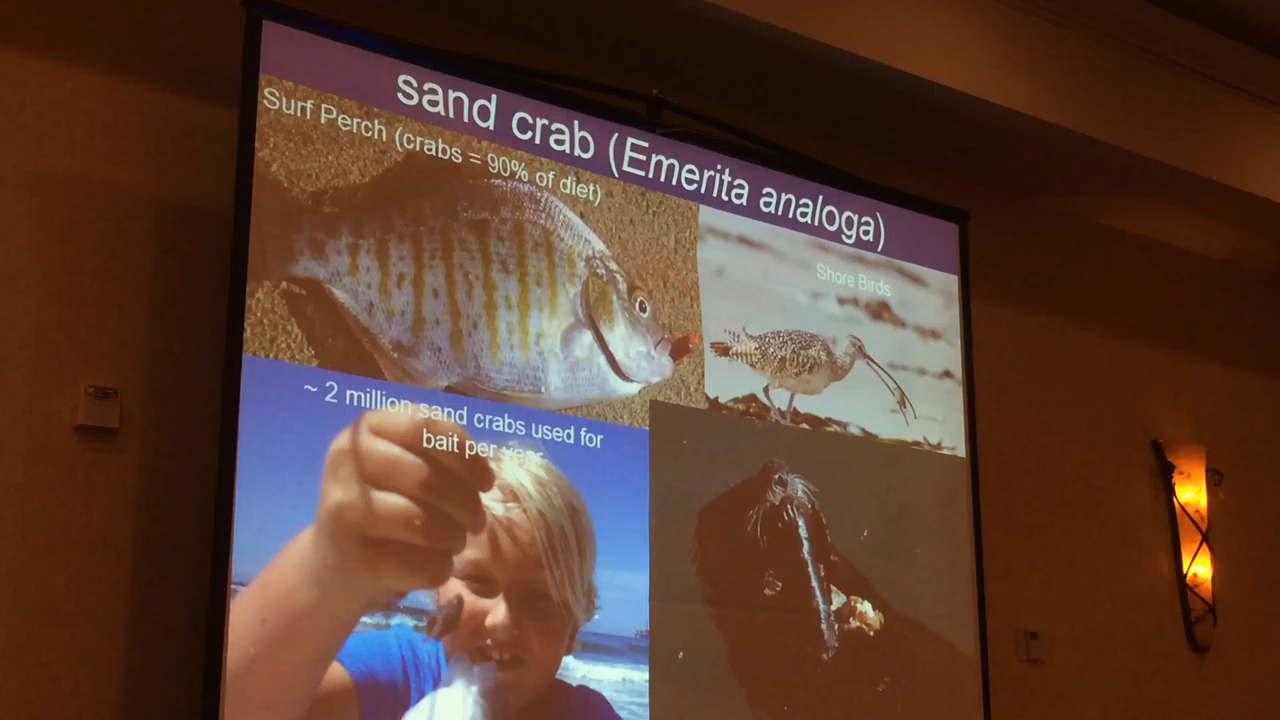 sand crab (Emerita analoga)
Surf Perch (crabs = 90% of diet)
Shore Birds
~ 2 million sand crabs used for
bait per year